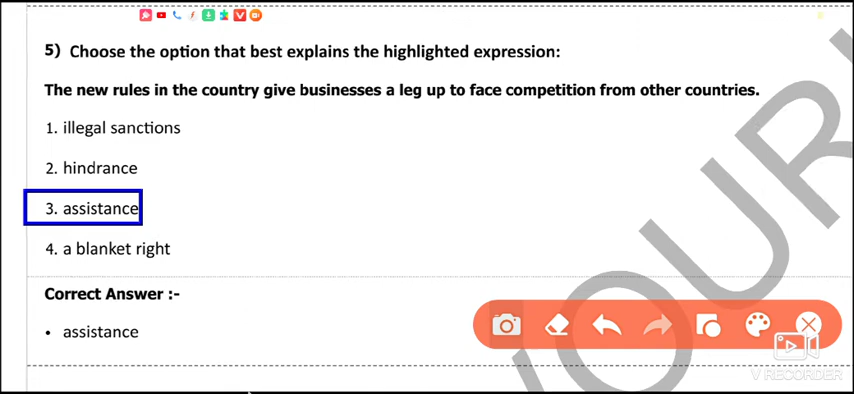 5) Choose the option that best explains the highlighted expression:
The new rules in the country give businesses a leg up to face competition from other countries.
1. illegal sanctions
2. hindrance
3. assistance
4. a blanket right
Correct Answer :-
• assistance
V RECORDER
YOUR